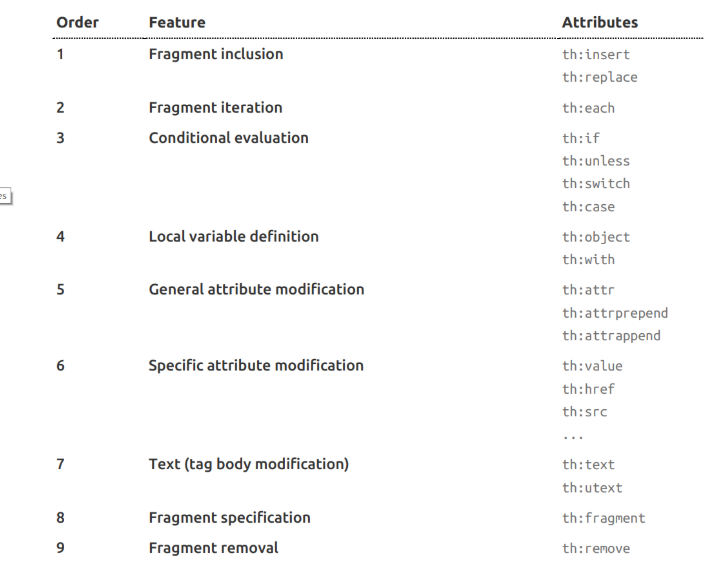 Order Feature Attributes
1 Fragment inclusion th:insert
th:replace
2 Fragment iteration th:each
3 Conditional evaluation th:if
th:unless
th:switch
th:case
4 Local variable definition th:object
th:with
5 General attribute modification th:attr
th:attrprepend
th:attrappend
6 Specific attribute modification th:value
th:href
th:src
...
7 Text (tag body modification) th:text
th:utext
8 Fragment specification th:fragment
9 Fragment removal th:remove